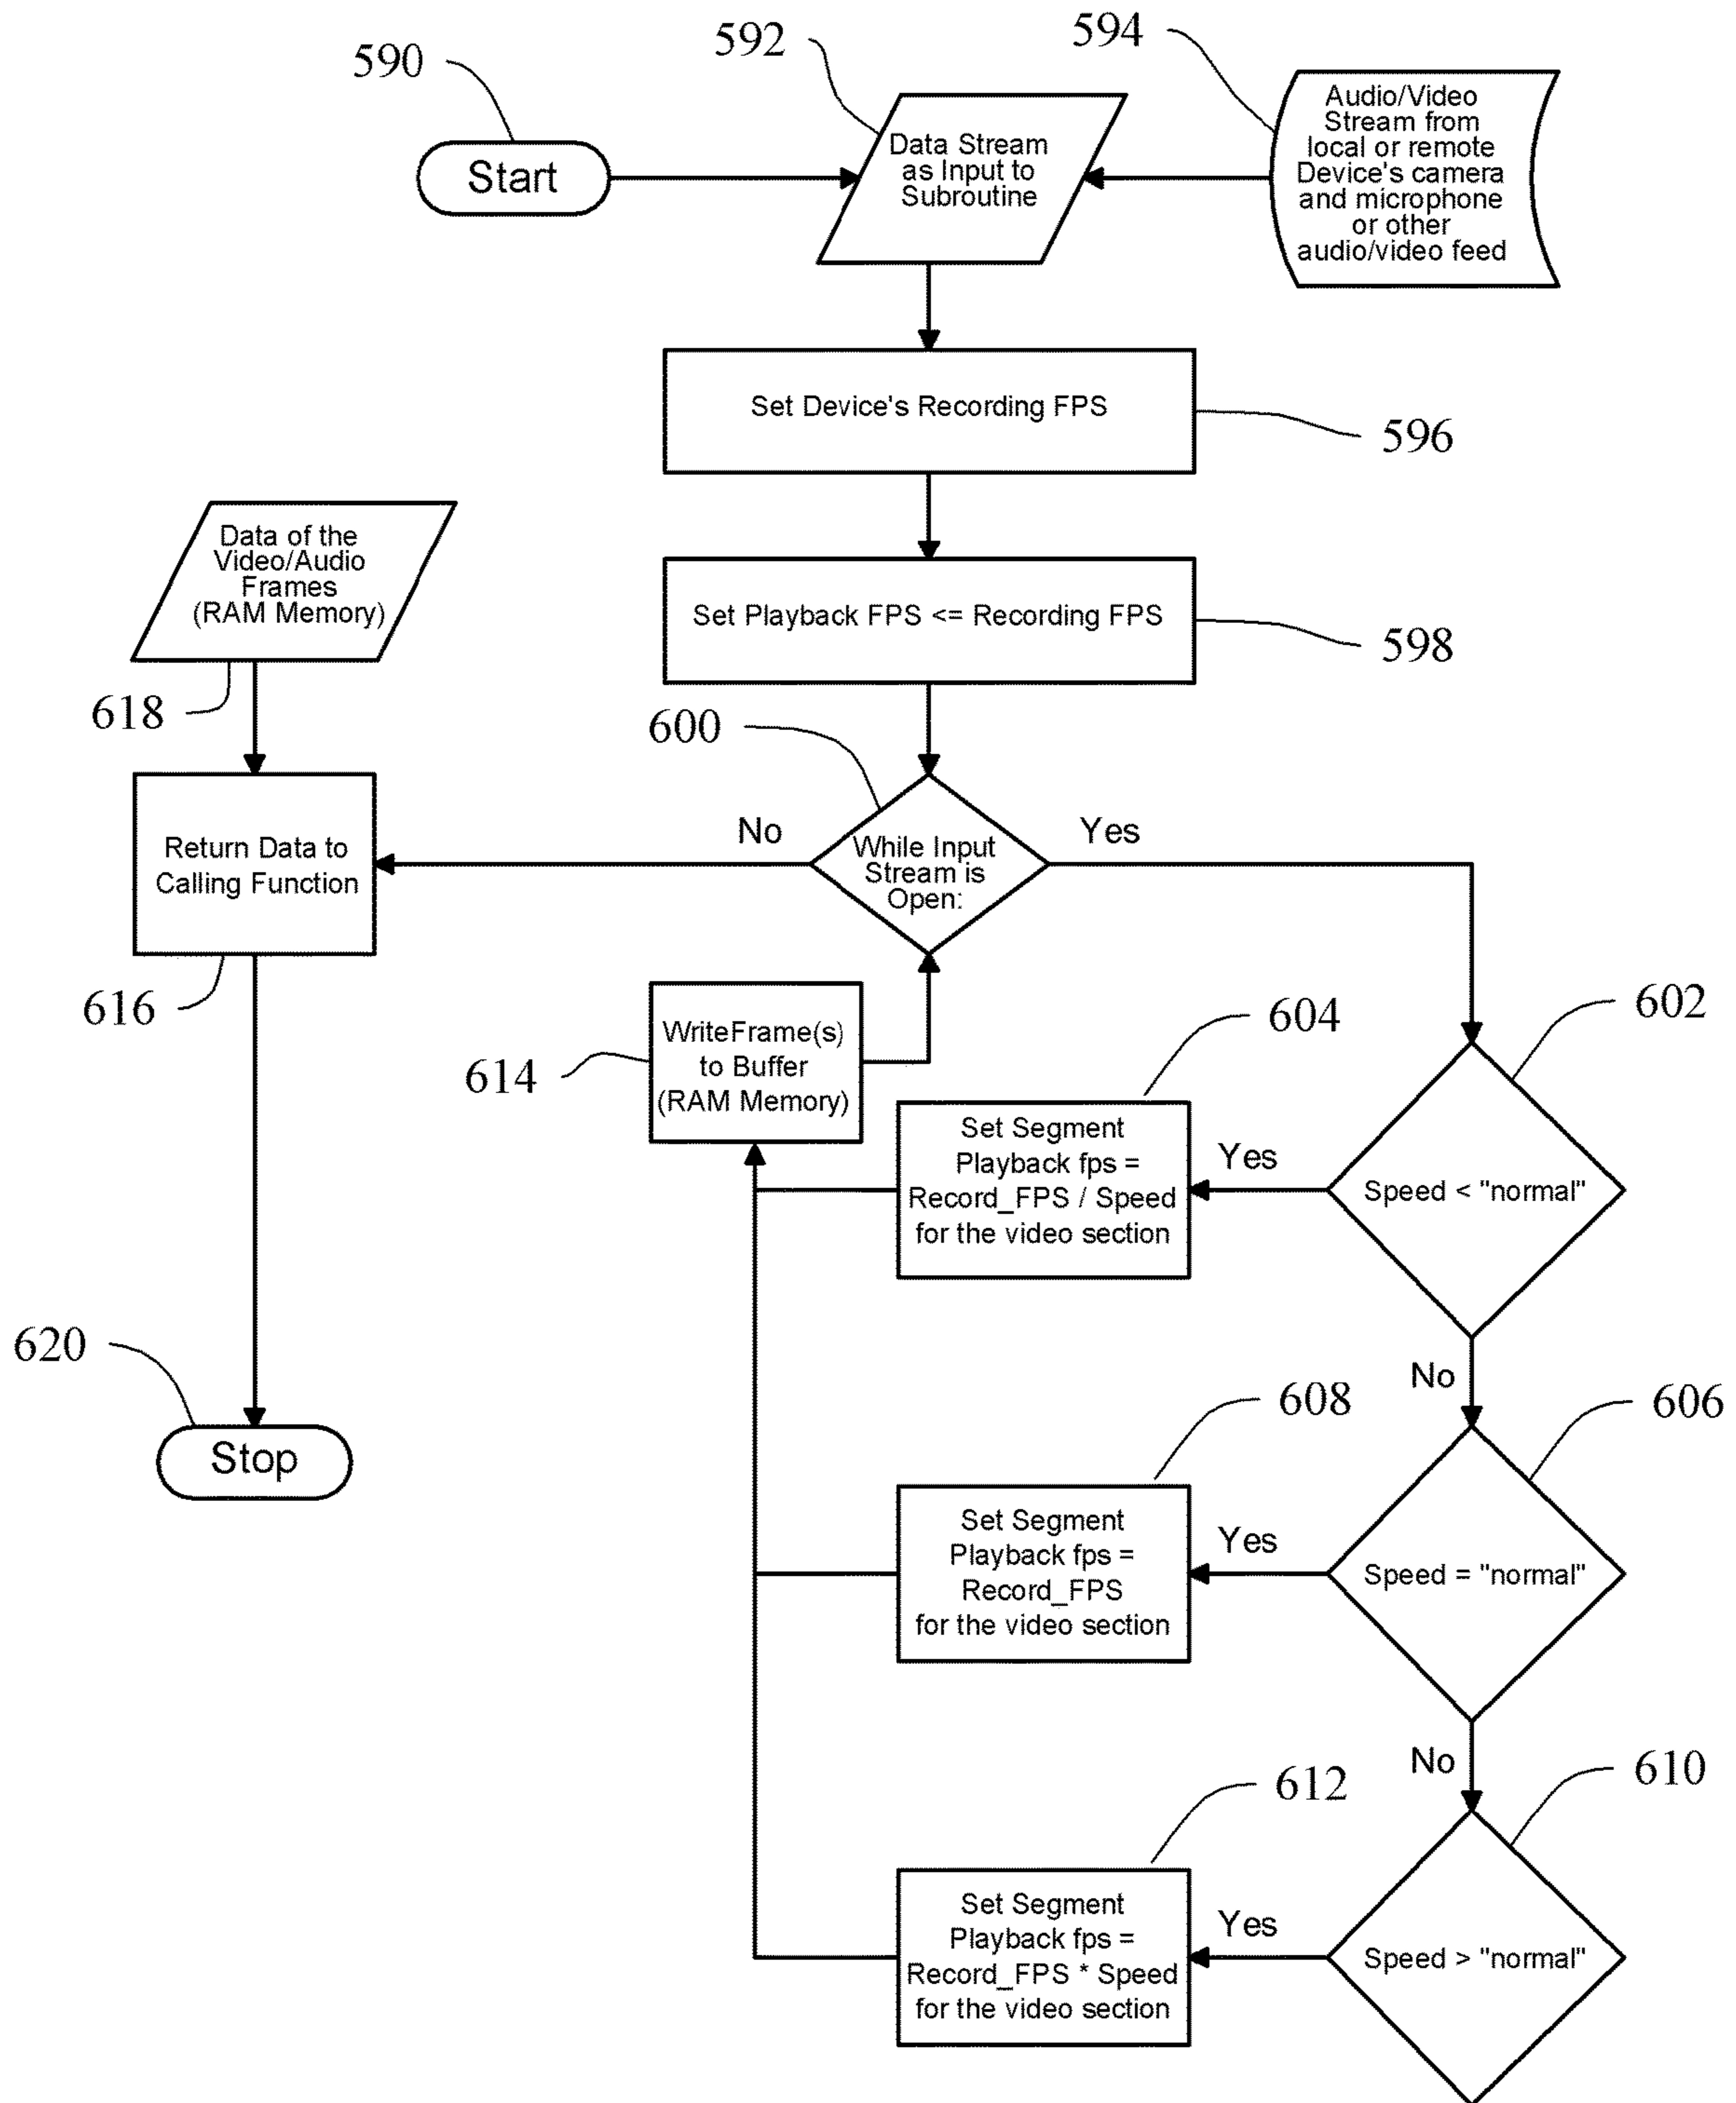 590
592
594
Start
Data Stream
as Input to
Subroutine
Audio/Video
Stream from
local or remote
Device's camera
and microphone
or other
audio/video feed
Set Device's Recording FPS
596
Set Playback FPS <= Recording FPS
598
Data of the
Video/Audio
Frames
(RAM Memory)
618
600
No
Yes
While Input
Stream is
Open:
Return Data to
Calling Function
616
WriteFrame(s)
to Buffer
(RAM Memory)
614
604
602
Set Segment
Playback fps =
Record_FPS / Speed
for the video section
Yes
Speed < "normal"
No
620
Stop
608
606
Set Segment
Playback fps =
Record_FPS
for the video section
Yes
Speed = "normal"
No
612
610
Set Segment
Playback fps =
Record_FPS * Speed
for the video section
Yes
Speed > "normal"